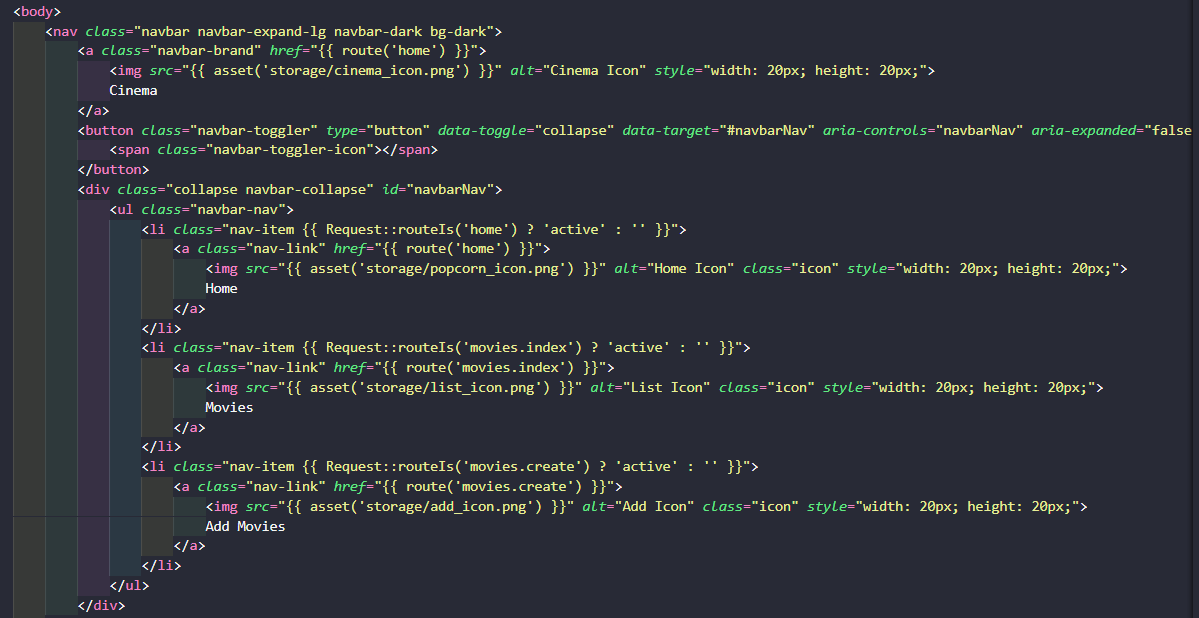 <body>
<nav class="navbar navbar-expand-lg navbar-dark bg-dark">
<a class="navbar-brand" href="{{ route('home') }}">
<img src="{{ asset('storage/cinema_icon.png') }}" alt="Cinema Icon" style="width: 20px; height: 20px;">
Cinema
</a>
<button class="navbar-toggler" type="button" data-toggle="collapse" data-target="#navbarNav" aria-controls="navbarNav" aria-expanded="false
<span class="navbar-toggler-icon"></span>
</button>
<div class="collapse navbar-collapse" id="navbarNav">
<ul class="navbar-nav">
<li class="nav-item {{ Request::routeIs('home') ? 'active' : '' }}">
<a class="nav-link" href="{{ route('home') }}">
<img src="{{ asset('storage/popcorn_icon.png') }}" alt="Home Icon" class="icon" style="width: 20px; height: 20px;">
Home
</a>
</li>
<li class="nav-item {{ Request::routeIs('movies.index') ? 'active' : '' }}">
<a class="nav-link" href="{{ route('movies.index') }}">
<img src="{{ asset('storage/list_icon.png') }}" alt="List Icon" class="icon" style="width: 20px; height: 20px;">
Movies
</a>
</li>
<li class="nav-item {{ Request::routeIs('movies.create') ? 'active' : '' }}">
<a class="nav-link" href="{{ route('movies.create') }}">
<img src="{{ asset('storage/add_icon.png') }}" alt="Add Icon" class="icon" style="width: 20px; height: 20px;">
Add Movies
</a>
</li>
</ul>
</div>